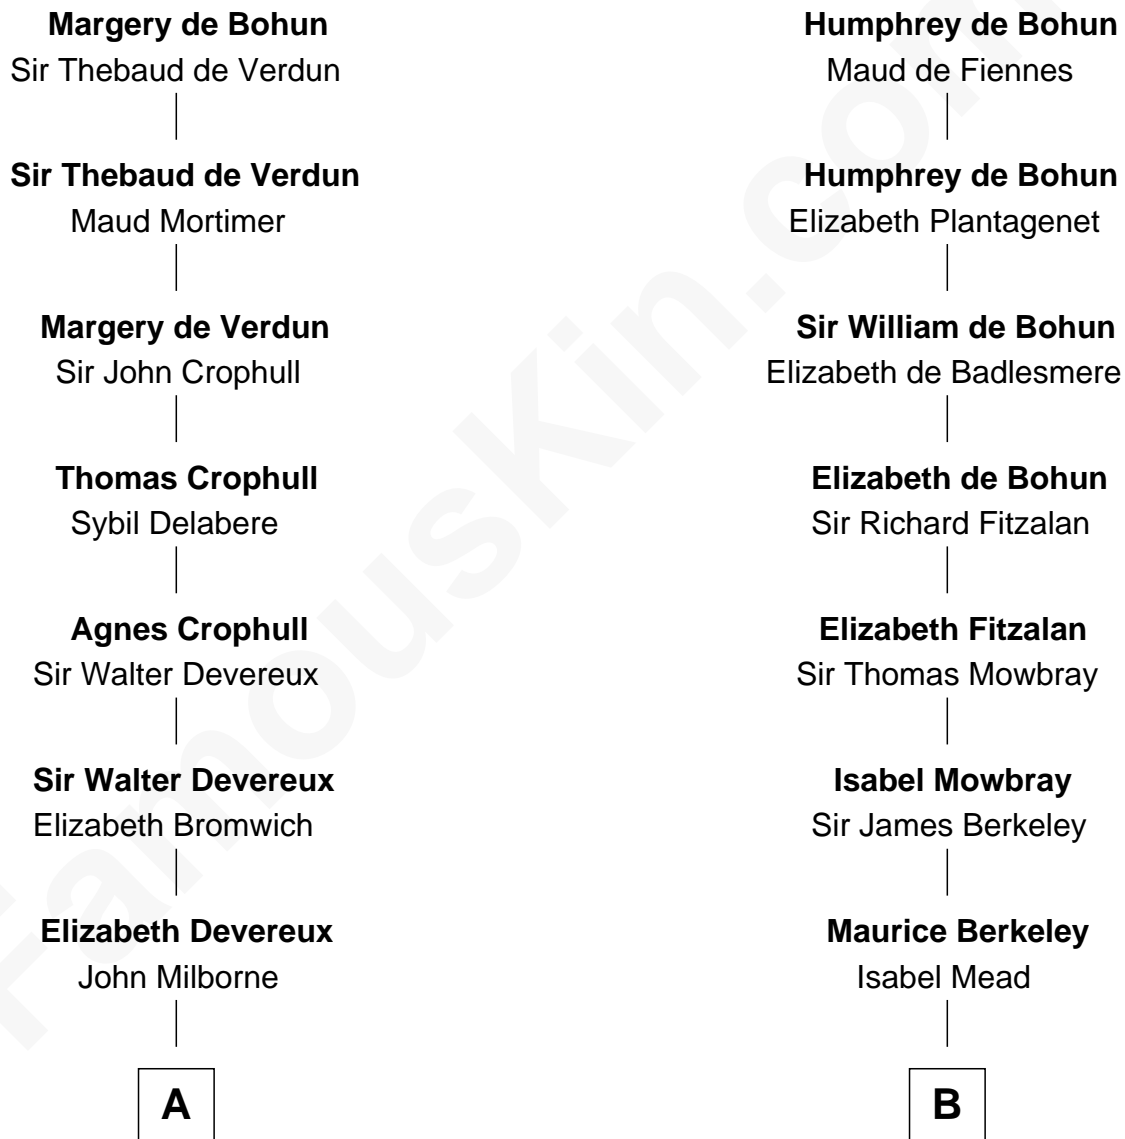 Margery de Bohun
Sir Thebaud de Verdun
Sir Thebaud de Verdun
Maud Mortimer
Margery de Verdun
Sir John Crophull
Thomas Crophull
Sybil Delabere
Agnes Crophull
Sir Walter Devereux
Sir Walter Devereux
Elizabeth Bromwich
Elizabeth Devereux
John Milborne
A
Humphrey de Bohun
Maud de Fiennes
Humphrey de Bohun
Elizabeth Plantagenet
Sir William de Bohun
Elizabeth de Badlesmere
Elizabeth de Bohun
Sir Richard Fitzalan
Elizabeth Fitzalan
Sir Thomas Mowbray
Isabel Mowbray
Sir James Berkeley
Maurice Berkeley
Isabel Mead
B
FamousKin.com